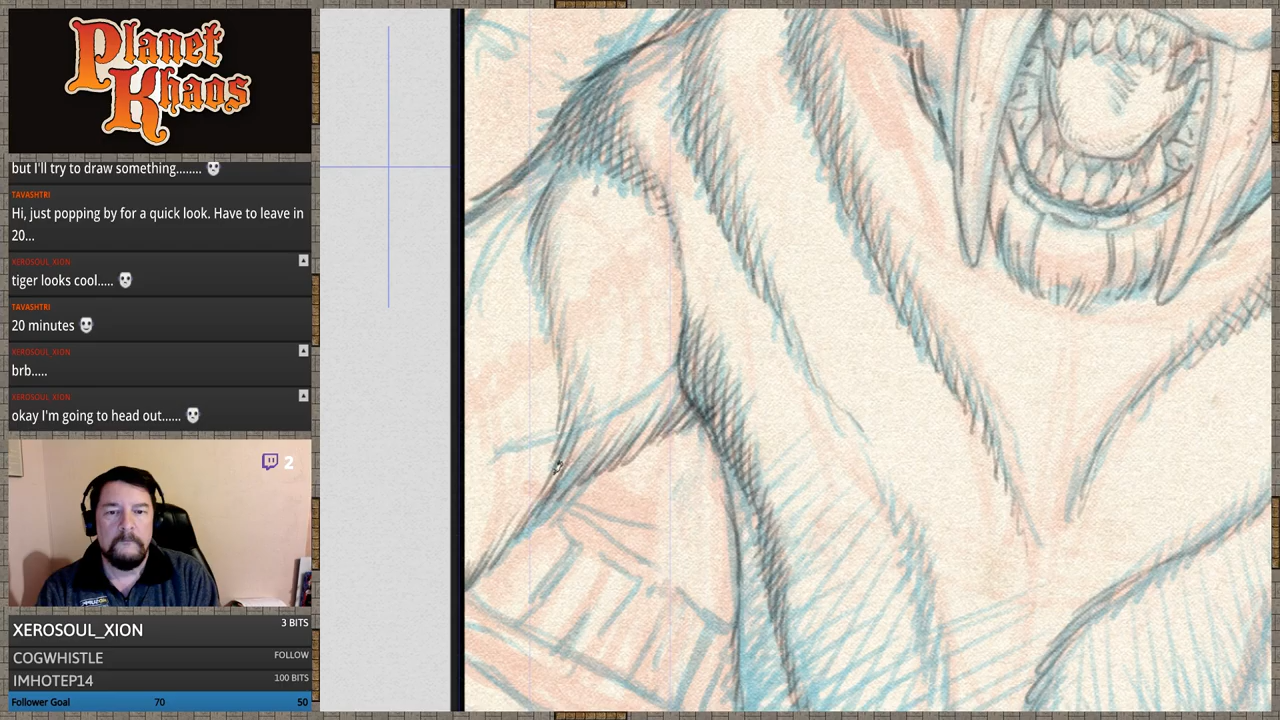 Planet
Khaos
but I'll try to draw something........
TAVASHTRI
Hi, just popping by for a quick look. Have to leave in
20...
XEROSOUL_XION
tiger looks cool.....
TAVASHTRI
20 minutes
XEROSOUL_XION
brb.....
XEROSOUL_XION
okay I'm going to head out......
2
XEROSOUL_XION 3 BITS
COGWHISTLE FOLLOW
IMHOTEP14 100 BITS
Follower Goal 70 50